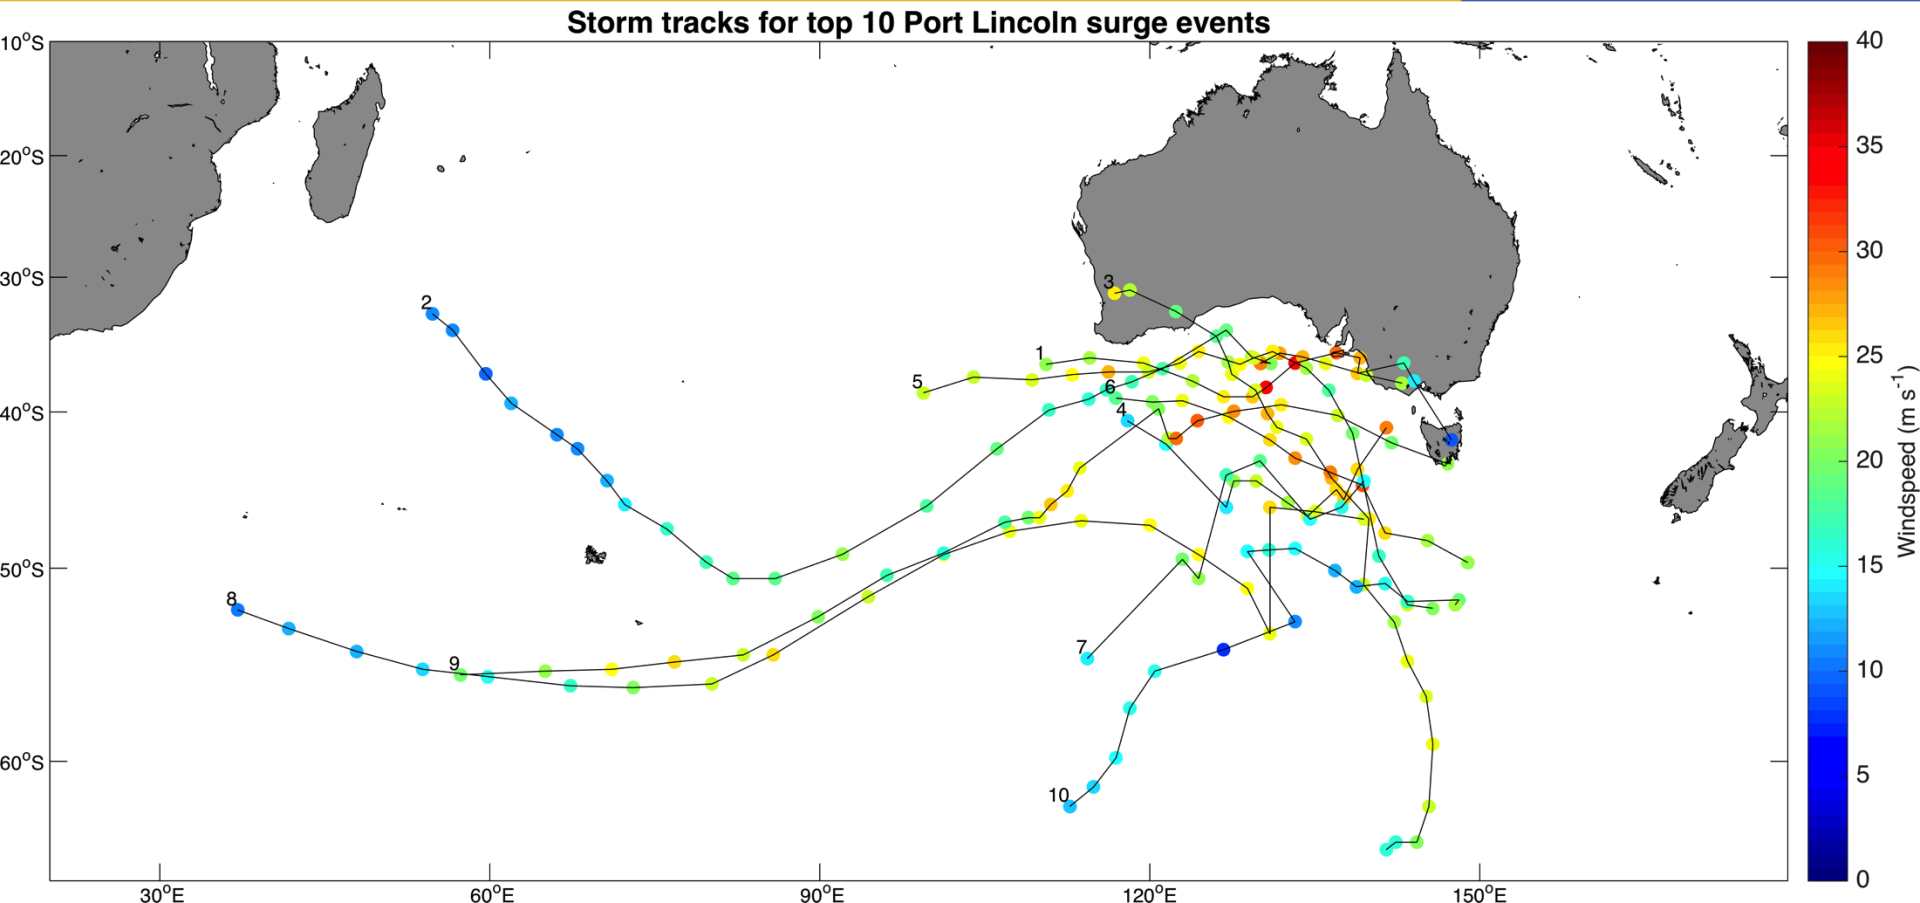 Storm tracks for top 10 Port Lincoln surge events
10°S
20°S
30°S
40°S
50°S
60°S
30°E
60°E
90°E
120°E
150°E
2
3
1
5
6
4
8
9
7
10
40
35
30
25
20
15
10
5
0
Windspeed (m s⁻¹)